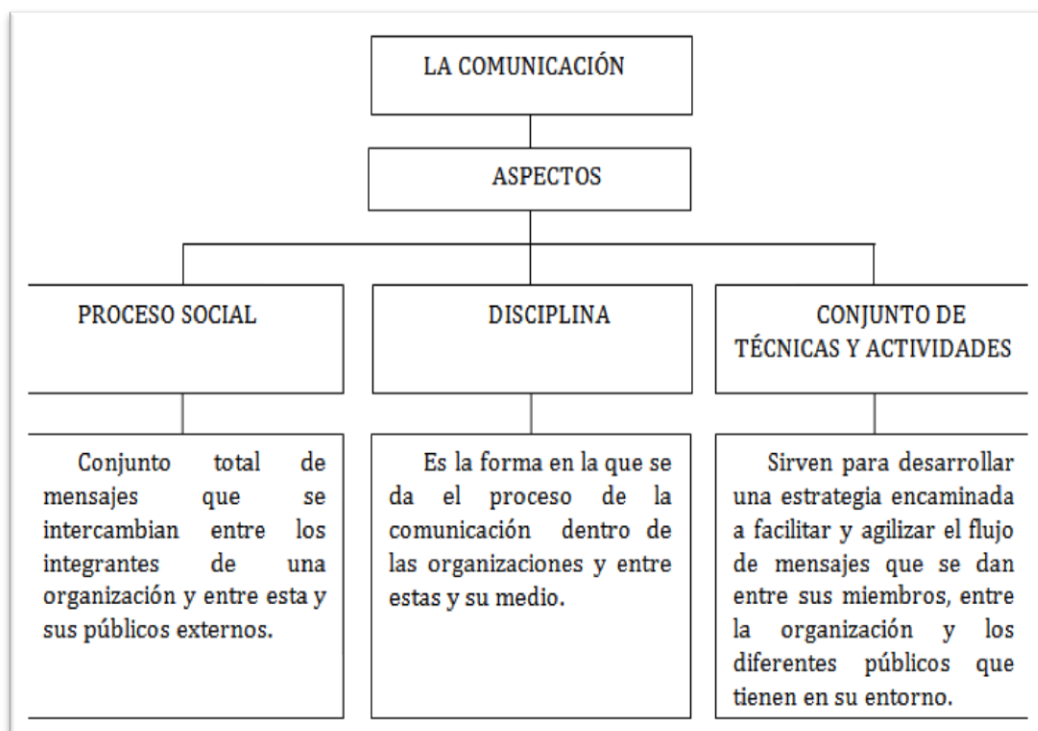 LA COMUNICACIÓN
ASPECTOS
PROCESO SOCIAL
Conjunto total de
mensajes que se
intercambian entre los
integrantes de una
organización y entre esta y
sus públicos externos.
DISCIPLINA
Es la forma en la que se
da el proceso de la
comunicación dentro de
las organizaciones y entre
estas y su medio.
CONJUNTO DE
TÉCNICAS Y ACTIVIDADES
Sirven para desarrollar
una estrategia encaminada
a facilitar y agilizar el flujo
de mensajes que se dan
entre sus miembros, entre
la organización y los
diferentes públicos que
tienen en su entorno.